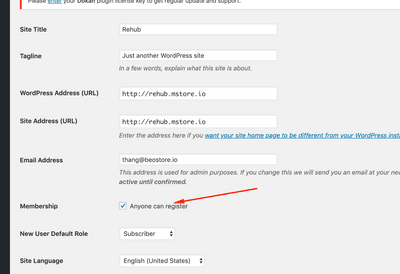 Please enter your Dokan plugin license key to get regular update and support.
Site Title
Rehub
Tagline
Just another WordPress site
In a few words, explain what this site is about.
WordPress Address (URL)
http://rehub.mstore.io
Site Address (URL)
http://rehub.mstore.io
Enter the address here if you want your site home page to be different from your WordPress
Email Address
thang@beostore.io
This address is used for admin purposes. If you change this we will send you an email at your
active until confirmed.
Membership
Anyone can register
New User Default Role
Subscriber
Site Language
English (United States)